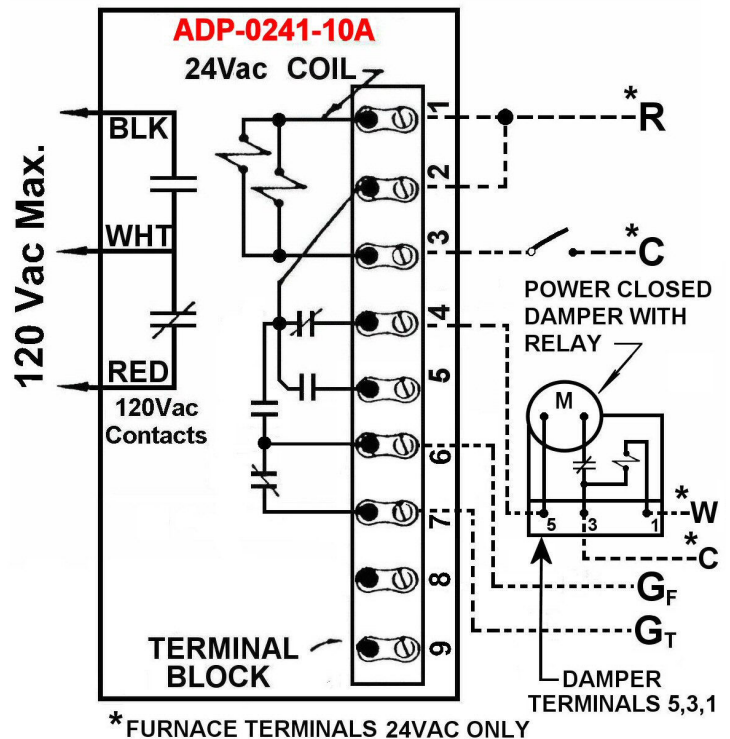 ADP-0241-10A
24Vac COIL
120 Vac Max.
BLK
WHT
RED
120Vac
Contacts
1
2
3
4
5
6
7
8
9
TERMINAL
BLOCK
*R
*C
POWER CLOSED
DAMPER WITH
RELAY
M
5 3 1
*W
*C
GF
GT
DAMPER
TERMINALS 5,3,1
*FURNACE TERMINALS 24VAC ONLY